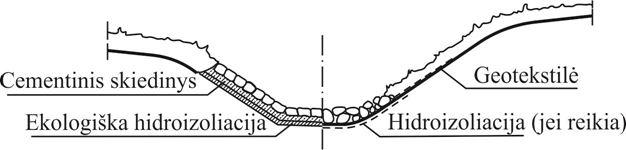 Cementinis skiedinys
Geotekstilė
Ekologiška hidroizoliacija
Hidroizoliacija (jei reikia)